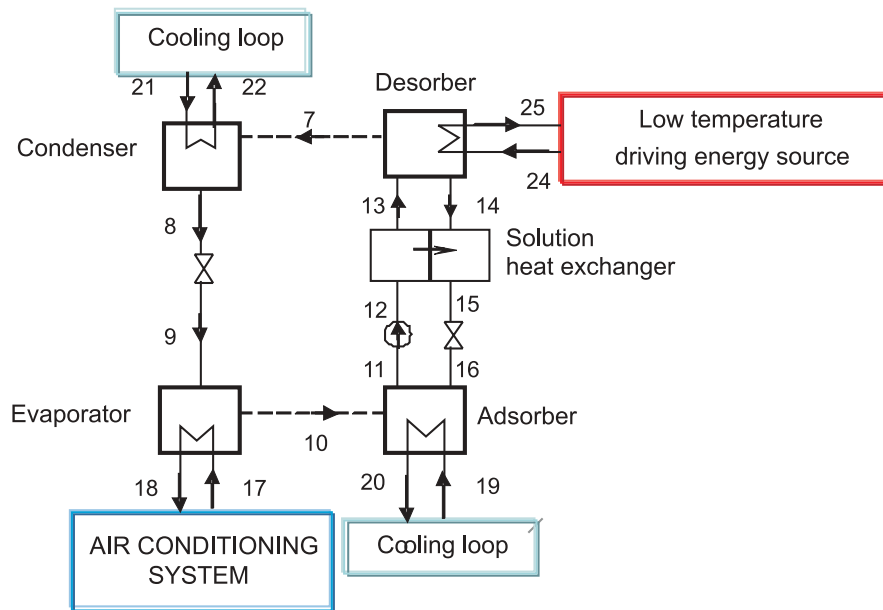 Cooling loop
21
22
Desorber
25
7
Low temperature
driving energy source
Condenser
24
8
13
14
Solution
heat exchanger
12
15
9
11
16
Evaporator
Adsorber
10
18
17
20
19
AIR CONDITIONING
SYSTEM
Cooling loop